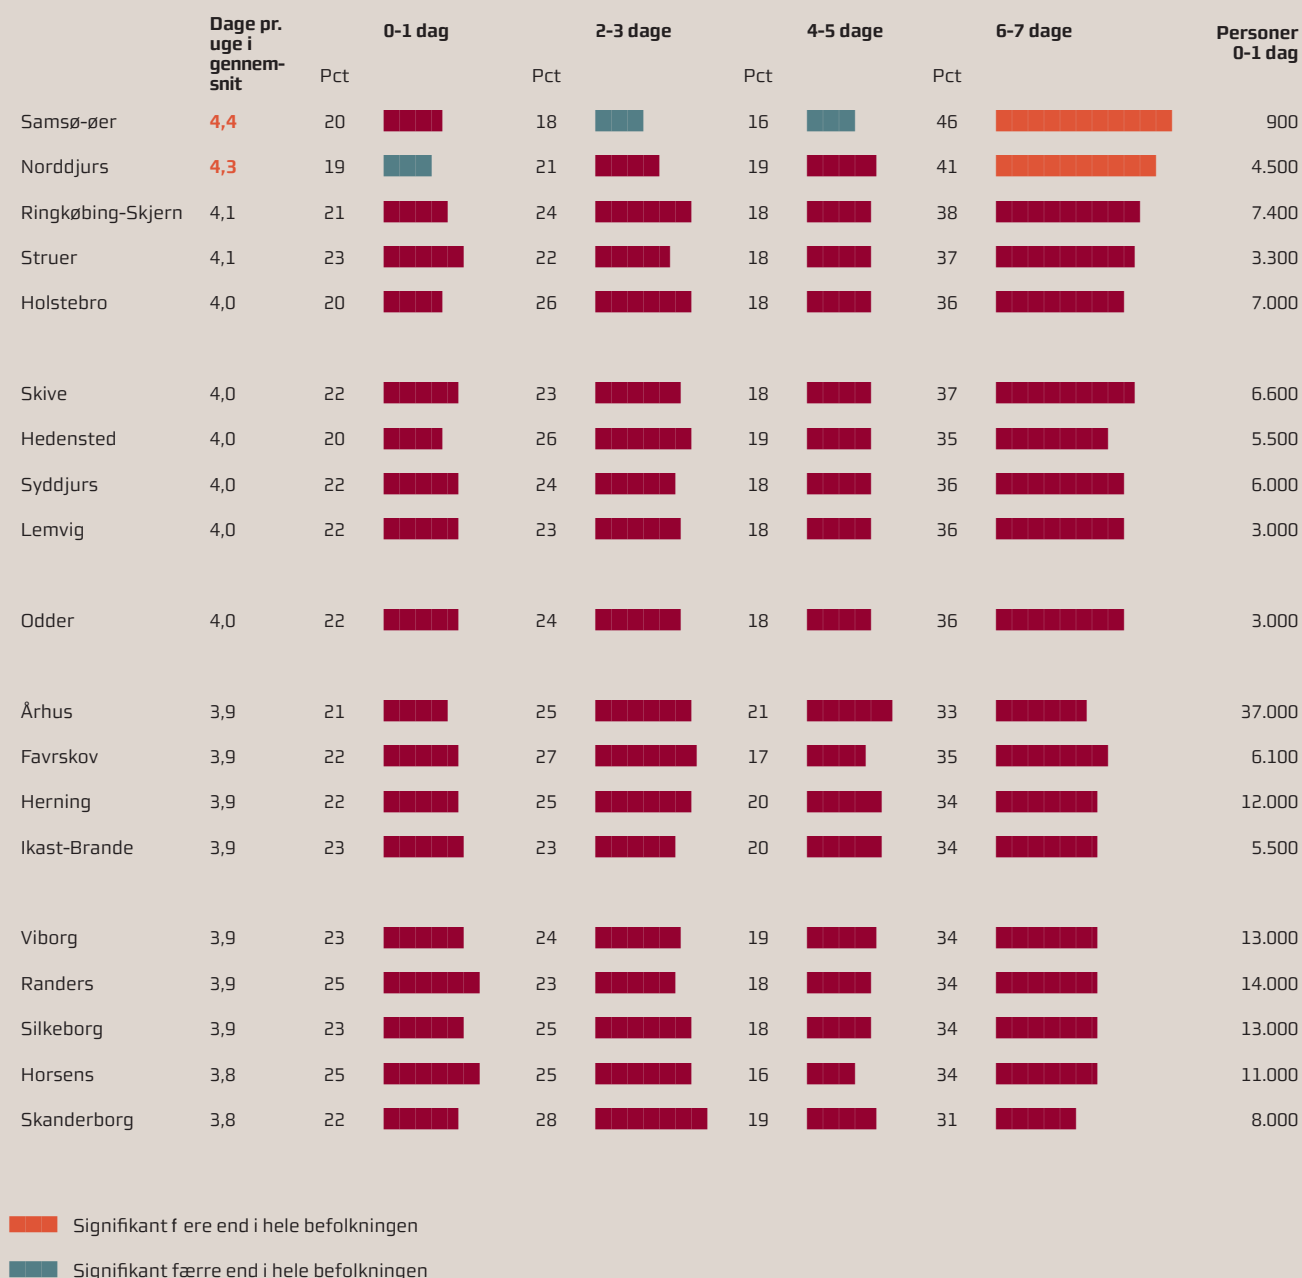 Dage pr. uge i gennem- snit 0-1 dag 2-3 dage 4-5 dage 6-7 dage Personer 0-1 dag
Pct Pct Pct Pct
Samsø-øer 4,4 20 18 16 46 900
Norddjurs 4,3 19 21 19 41 4.500
Ringkøbing-Skjern 4,1 21 24 18 38 7.400
Struer 4,1 23 22 18 37 3.300
Holstebro 4,0 20 26 18 36 7.000
Skive 4,0 22 23 18 37 6.600
Hedensted 4,0 20 26 19 35 5.500
Syddjurs 4,0 22 24 18 36 6.000
Lemvig 4,0 22 23 18 36 3.000
Odder 4,0 22 24 18 36 3.000
Århus 3,9 21 25 21 33 37.000
Favrskov 3,9 22 27 17 35 6.100
Herning 3,9 22 25 20 34 12.000
Ikast-Brande 3,9 23 23 20 34 5.500
Viborg 3,9 23 24 19 34 13.000
Randers 3,9 25 23 18 34 14.000
Silkeborg 3,9 23 25 18 34 13.000
Horsens 3,8 25 25 16 34 11.000
Skanderborg 3,8 22 28 19 31 8.000
Signifikant f ere end i hele befolkningen
Signifikant færre end i hele befolkningen